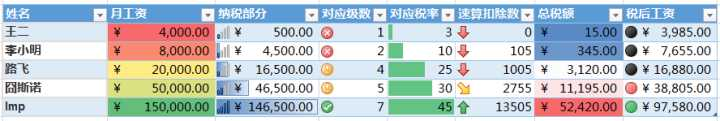 姓名 月工资 纳税部分 对应级数 对应税率 速算扣除数 总税额 税后工资
王二 ¥ 4,000.00 ¥ 500.00 1 3 0 ¥ 15.00 ¥ 3,985.00
李小明 ¥ 8,000.00 ¥ 4,500.00 2 10 105 ¥ 345.00 ¥ 7,655.00
路飞 ¥ 20,000.00 ¥ 16,500.00 4 25 1005 ¥ 3,120.00 ¥ 16,880.00
囧斯诺 ¥ 50,000.00 ¥ 46,500.00 5 30 2755 ¥ 11,195.00 ¥ 38,805.00
Imp ¥ 150,000.00 ¥ 146,500.00 7 45 13505 ¥ 52,420.00 ¥ 97,580.00